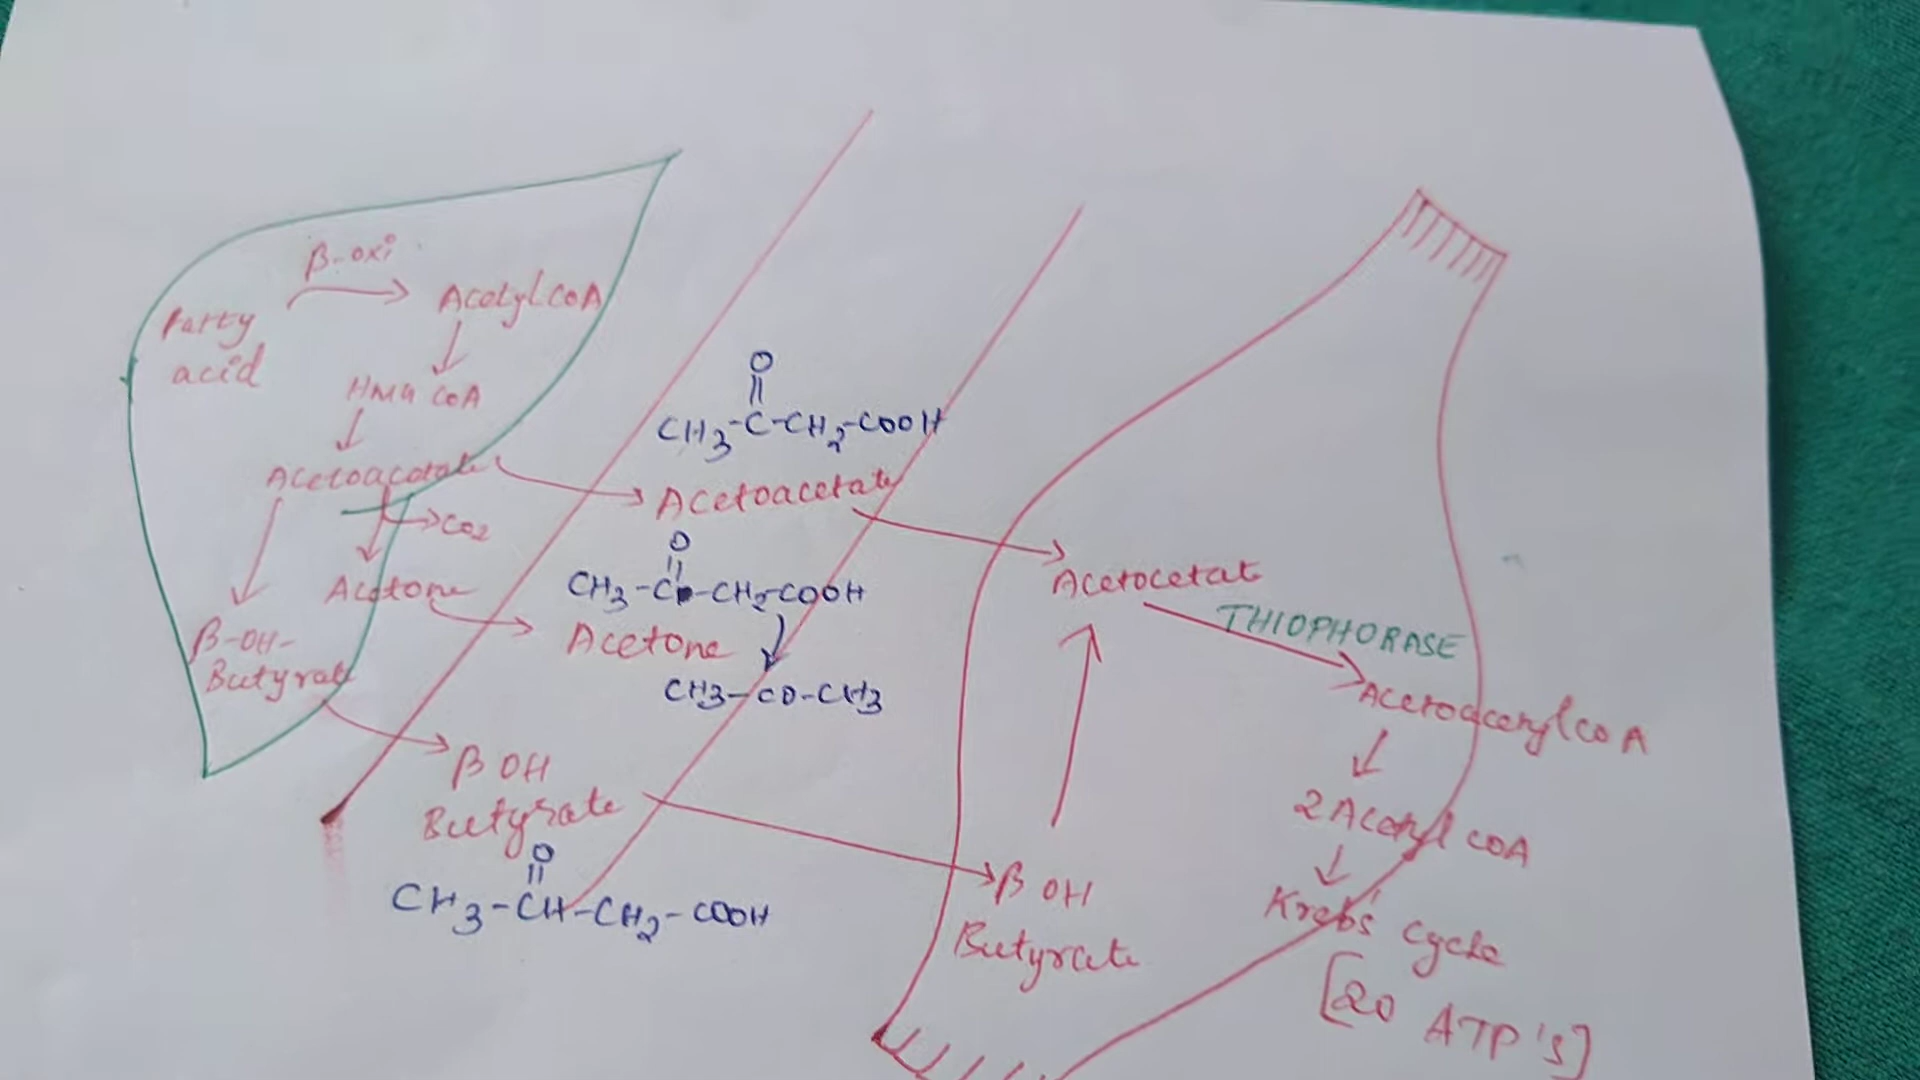 β-oxi
Fatty
acid
Acetyl CoA
HMG CoA
Acetoacetate
CO2
Acetone
β-OH-
Butyrate
O
CH3-C-CH2-COOH
Acetoacetate
O
CH3-C-CH2-COOH
Acetone
CH3-CO-CH3
β OH
Butyrate
O
CH3-CH-CH2-COOH
Acetocetate
THIOPHORASE
Acetoacetyl CoA
2 Acetyl CoA
Krebs' Cycle
[20 ATP's]
β OH
Butyrate